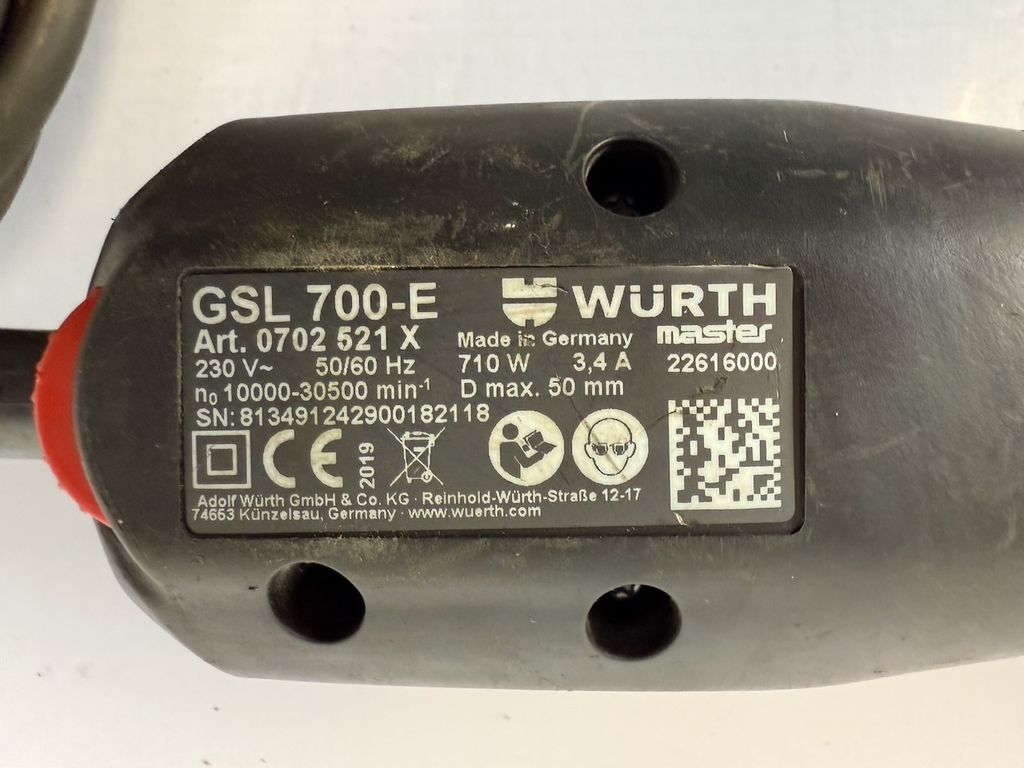 GSL 700-E WÜRTH
Art. 0702 521 X Made in Germany master
230 V~ 50/60 Hz 710 W 3,4 A 22616000
n₀ 10000-30500 min⁻¹ D max. 50 mm
SN: 813491242900182118
CE 2019
Adolf Würth GmbH & Co. KG · Reinhold-Würth-Straße 12-17
74653 Künzelsau, Germany · www.wuerth.com